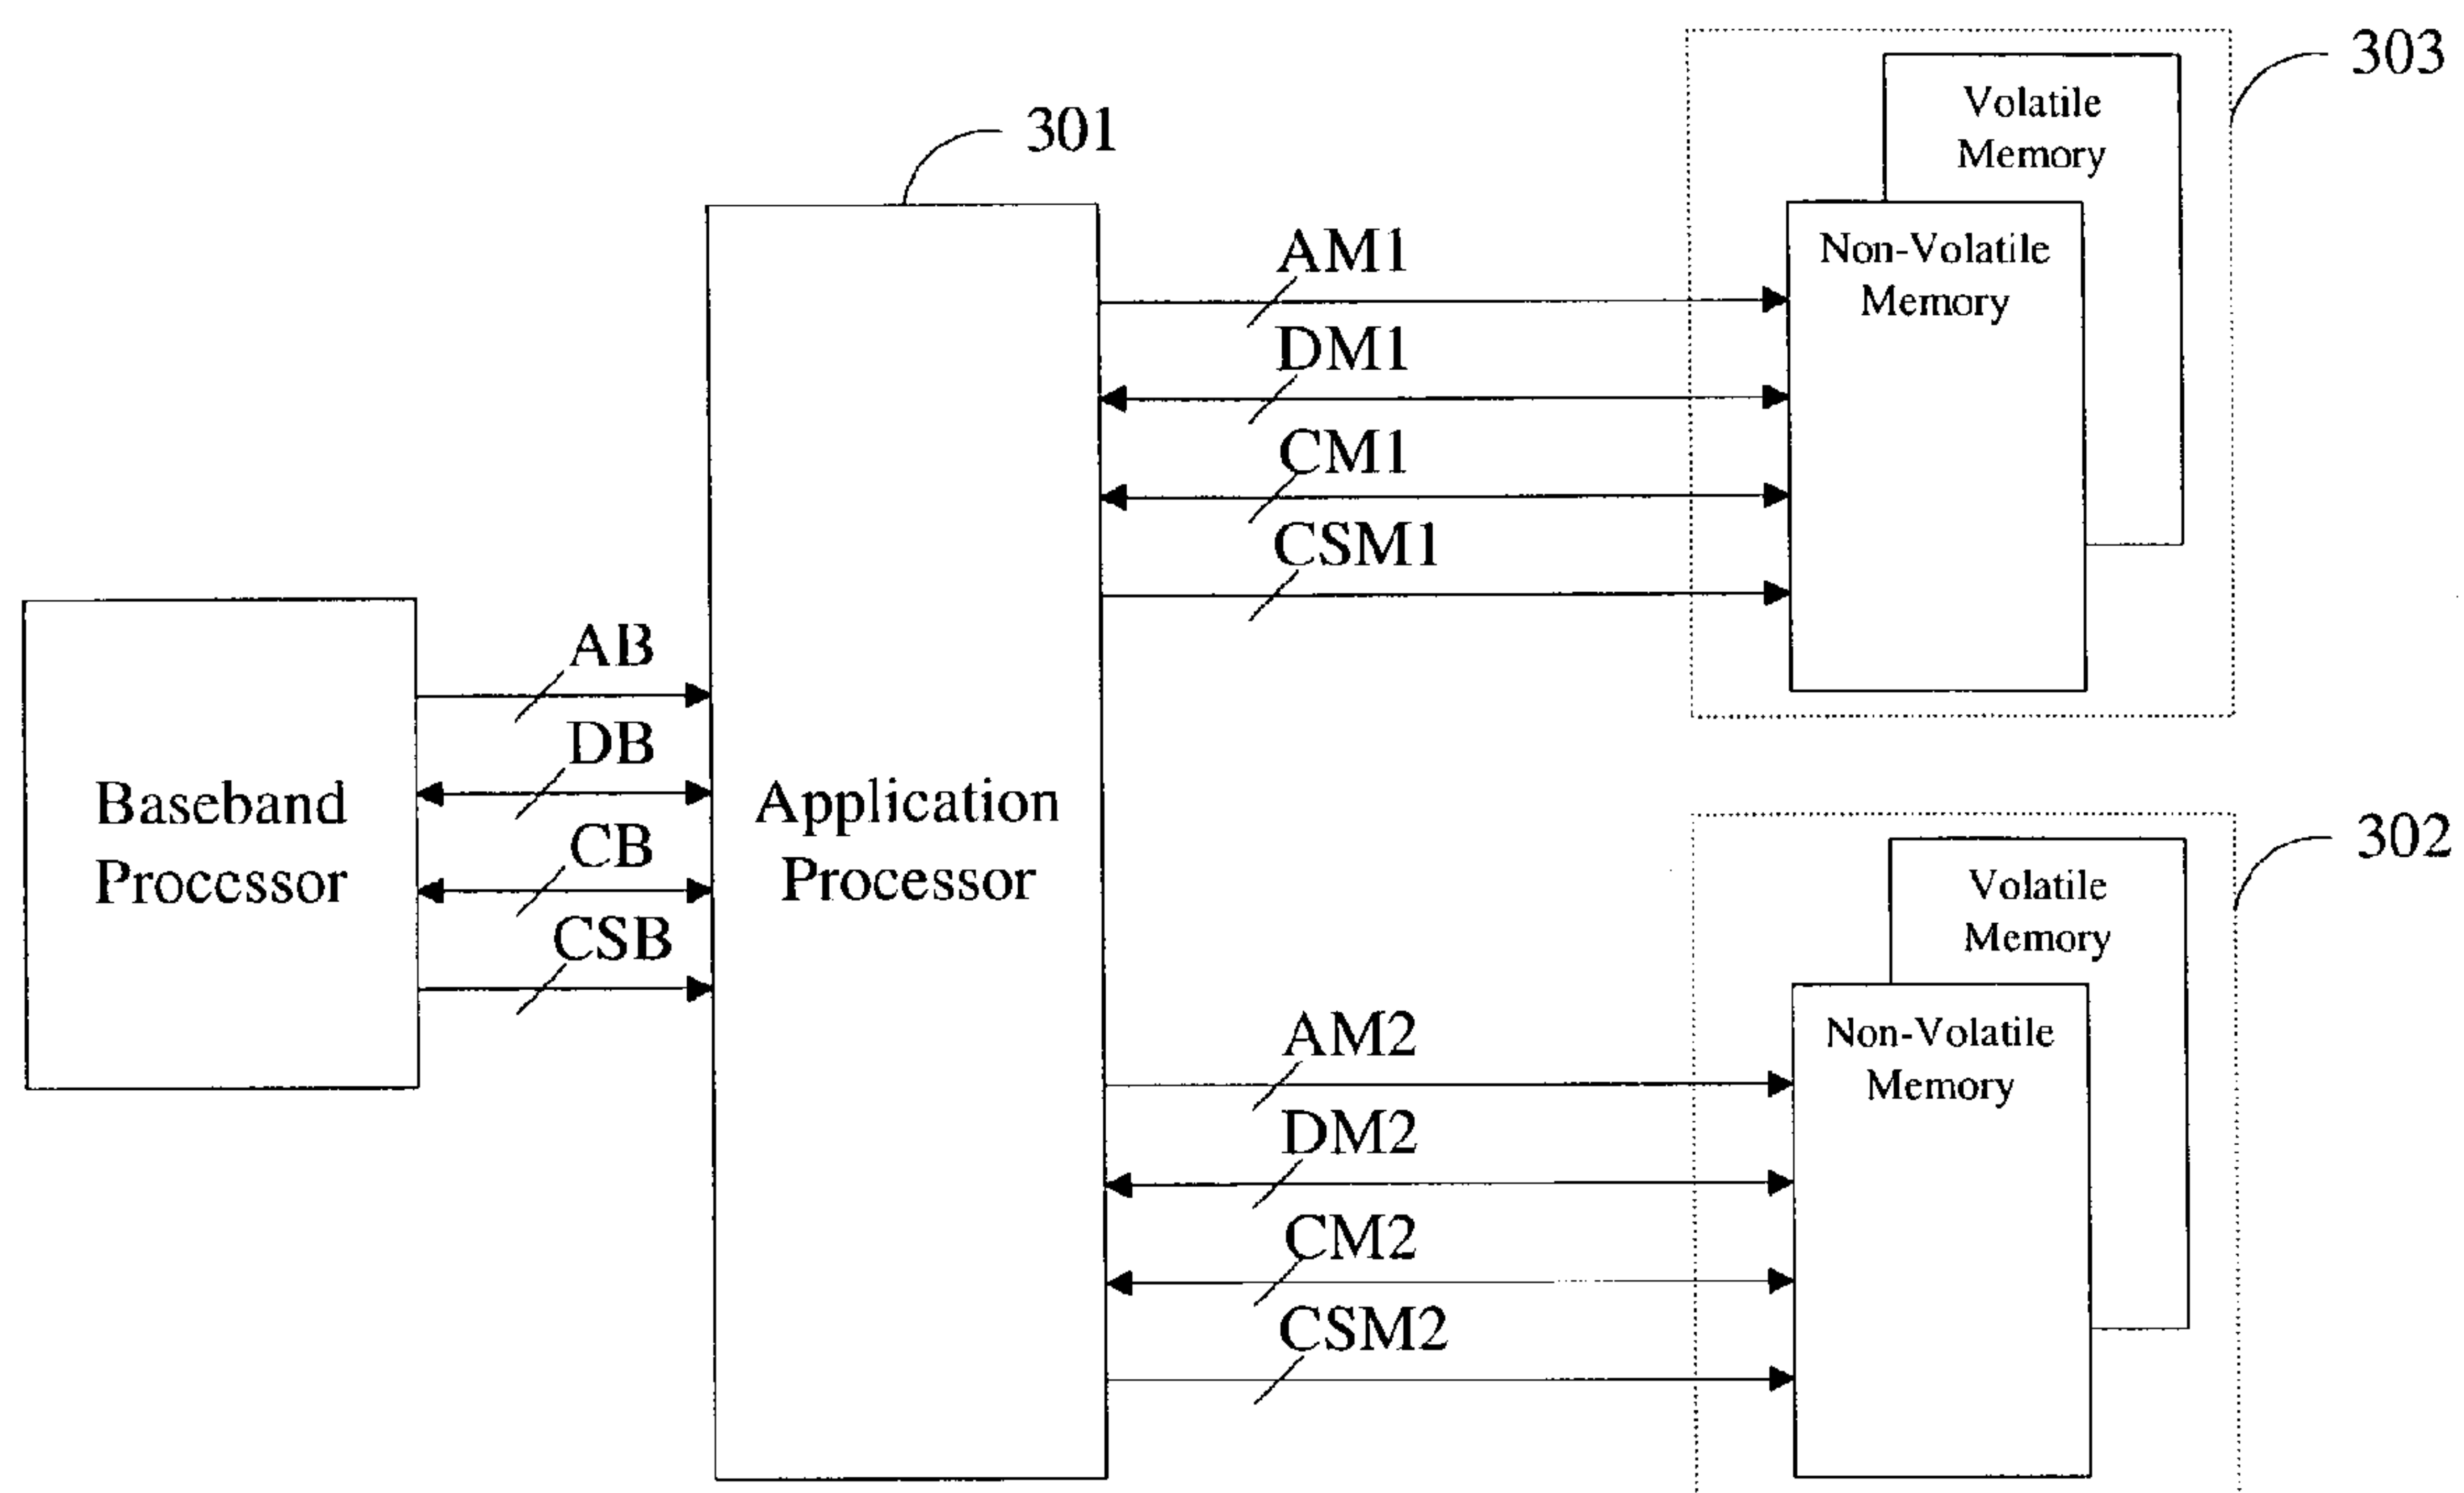 303
Volatile
Memory
301
Non-Volatile
Memory
AM1
DM1
CM1
CSM1
AB
DB
CB
CSB
Baseband
Processor
Application
Processor
302
Volatile
Memory
Non-Volatile
Memory
AM2
DM2
CM2
CSM2